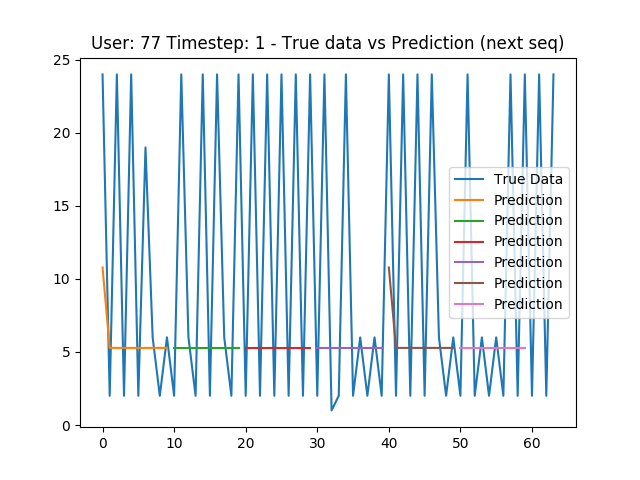 User: 77 Timestep: 1 - True data vs Prediction (next seq)
25
20
15
10
5
0
True Data
Prediction
Prediction
Prediction
Prediction
Prediction
Prediction
0 10 20 30 40 50 60